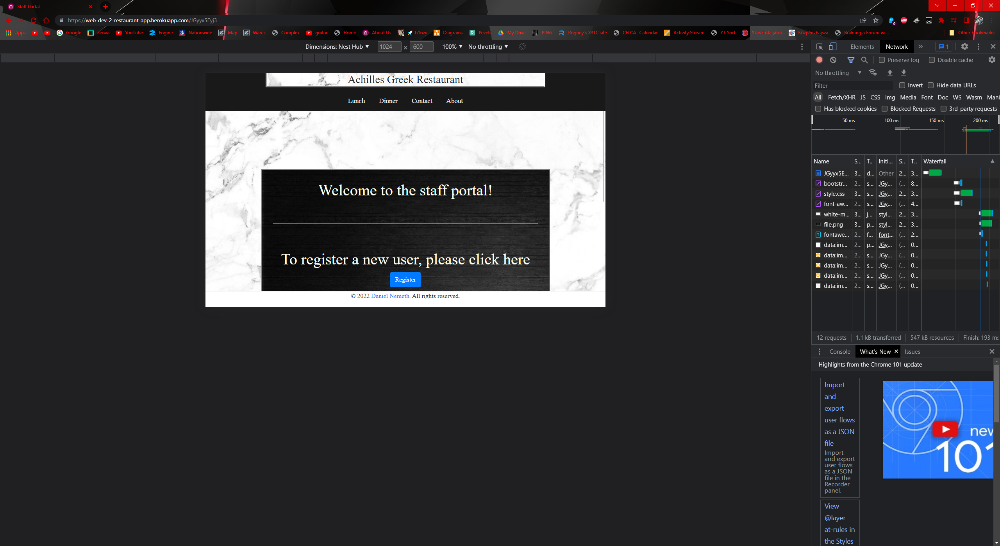 Staff Portal
https://web-dev-2-restaurant-app.herokuapp.com/JGyyx5Eyj3
Apps Google Zenva YouTube Engine Nationwide Map Wares Complex guitar Home About Us b1nzy Diagrams Pexels My Drive PING Roguey's X3TC site CELCAT Calendar Activity Stream YT Sort Akasztófa játék Közpénzhajsza Building a Forum wi... Other bookmarks
Dimensions: Nest Hub 1024 × 600 100% No throttling
Achilles Greek Restaurant
Lunch Dinner Contact About
Welcome to the staff portal!
To register a new user, please click here
Register
© 2022 Daniel Nemeth. All rights reserved.
Elements Network 1
Preserve log Disable cache
No throttling
Filter Invert Hide data URLs
All Fetch/XHR JS CSS Img Media Font Doc WS Wasm Mani
Has blocked cookies Blocked Requests 3rd-party requests
50 ms 100 ms 150 ms 200 ms
Name S.. T.. Initi... S.. T.. Waterfall
JGyyx5E... 3... d... Other 2... 3...
bootstr... 2... s... JGy... (... 8...
style.css 3... s... JGy... 2... 3...
font-aw... 2... s... JGy... (... 4...
white-m... 3... j... styl... 2... 3...
file.png 3... p... styl... 2... 3...
fontawe... 2... f... font... (... 2...
data:im... 2... p... JGy... (... 0...
data:im... 2... s... JGy... (... 0...
data:im... 2... s... JGy... (... 0...
data:im... 2... s... JGy... (... 0...
data:im... 2... s... JGy... (... 0...
12 requests 1.1 kB transferred 547 kB resources Finish: 193 ms
Console What's New Issues
Highlights from the Chrome 101 update
Import
and
export
user flows
as a JSON
file
Import
and export
user flows
as a JSON
file in the
Recorder
panel.
new
101
View
@layer
at-rules in
the Styles